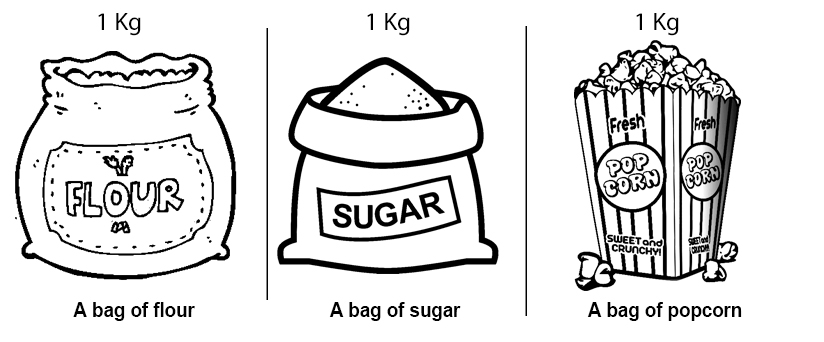 1 Kg
1 Kg
1 Kg
FLOUR
SUGAR
Fresh
POP
CORN
SWEET and
CRUNCHY!
Fresh
POP
CORN
SWEET and
CRUNCHY!
A bag of flour
A bag of sugar
A bag of popcorn